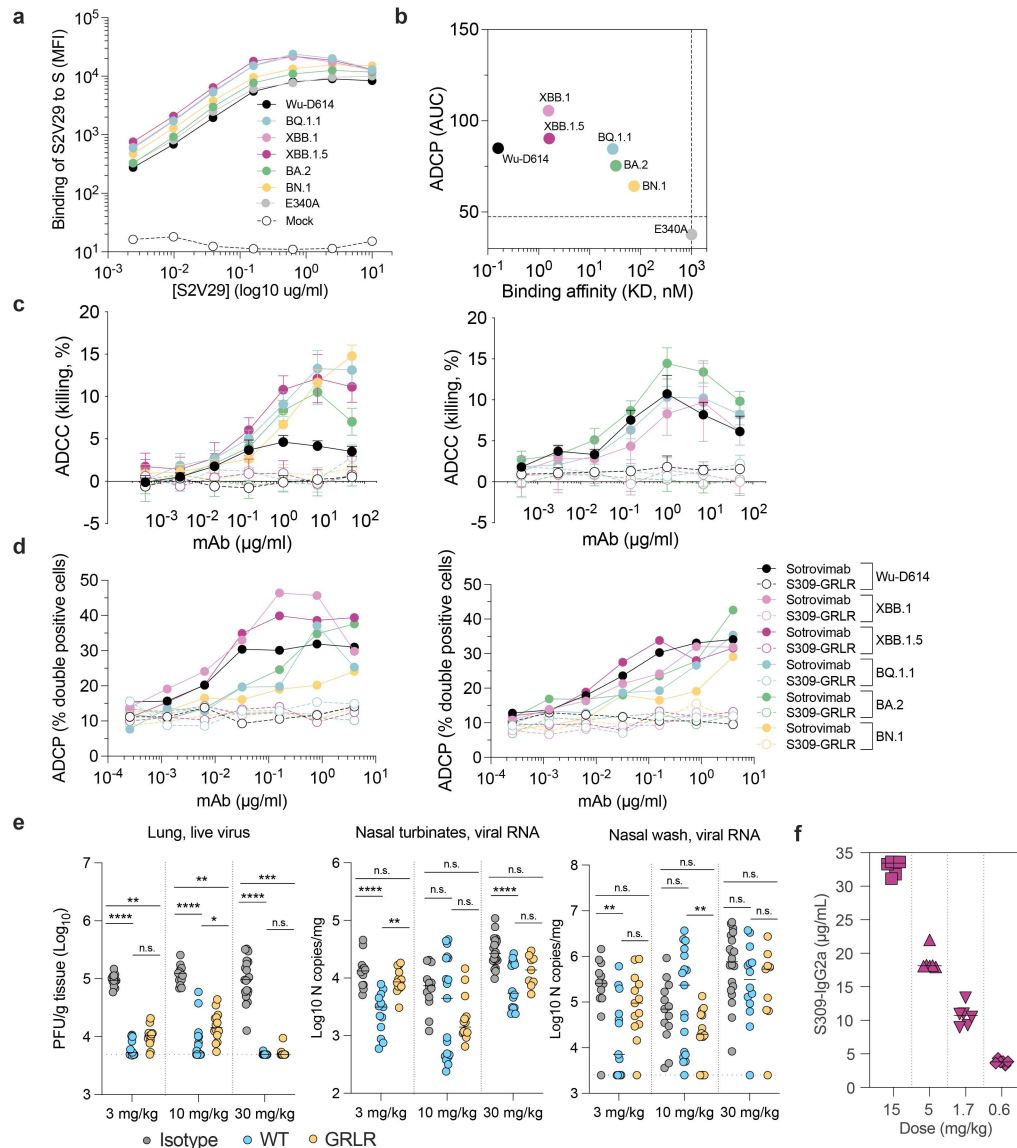 a
Binding of S2V29 to S (MFI)
10^5
10^4
10^3
10^2
10^1
Wu-D614
BQ.1.1
XBB.1
XBB.1.5
BA.2
BN.1
E340A
Mock
10^-3 10^-2 10^-1 10^0 10^1
[S2V29] (log10 ug/ml)
b
ADCP (AUC)
150
100
50
XBB.1
XBB.1.5
Wu-D614
BQ.1.1
BA.2
BN.1
E340A
10^-1 10^0 10^1 10^2 10^3
Binding affinity (KD, nM)
c
ADCC (killing, %)
20
15
10
5
0
-5
10^-3 10^-2 10^-1 10^0 10^1 10^2
mAb (µg/ml)
ADCC (killing, %)
20
15
10
5
0
-5
10^-3 10^-2 10^-1 10^0 10^1 10^2
mAb (µg/ml)
d
ADCP (% double positive cells)
50
40
30
20
10
0
10^-4 10^-3 10^-2 10^-1 10^0 10^1
mAb (µg/ml)
ADCP (% double positive cells)
50
40
30
20
10
0
10^-4 10^-3 10^-2 10^-1 10^0 10^1
mAb (µg/ml)
Sotrovimab
S309-GRLR
Wu-D614
Sotrovimab
S309-GRLR
XBB.1
Sotrovimab
S309-GRLR
XBB.1.5
Sotrovimab
S309-GRLR
BQ.1.1
Sotrovimab
S309-GRLR
BA.2
Sotrovimab
S309-GRLR
BN.1
e
Lung, live virus
PFU/g tissue (Log10)
7
6
5
4
3
** ** ***
**** **** ****
n.s. * n.s.
3 mg/kg 10 mg/kg 30 mg/kg
Nasal turbinates, viral RNA
Log10 N copies/mg
6
5
4
3
2
n.s. n.s. n.s.
**** n.s. ****
** n.s. n.s.
3 mg/kg 10 mg/kg 30 mg/kg
Nasal wash, viral RNA
Log10 N copies/mg
8
7
6
5
4
3
n.s. n.s. n.s.
** n.s. n.s.
n.s. ** n.s.
3 mg/kg 10 mg/kg 30 mg/kg
Isotype WT GRLR
f
S309-IgG2a (µg/mL)
35
30
25
20
15
10
5
0
15 5 1.7 0.6
Dose (mg/kg)